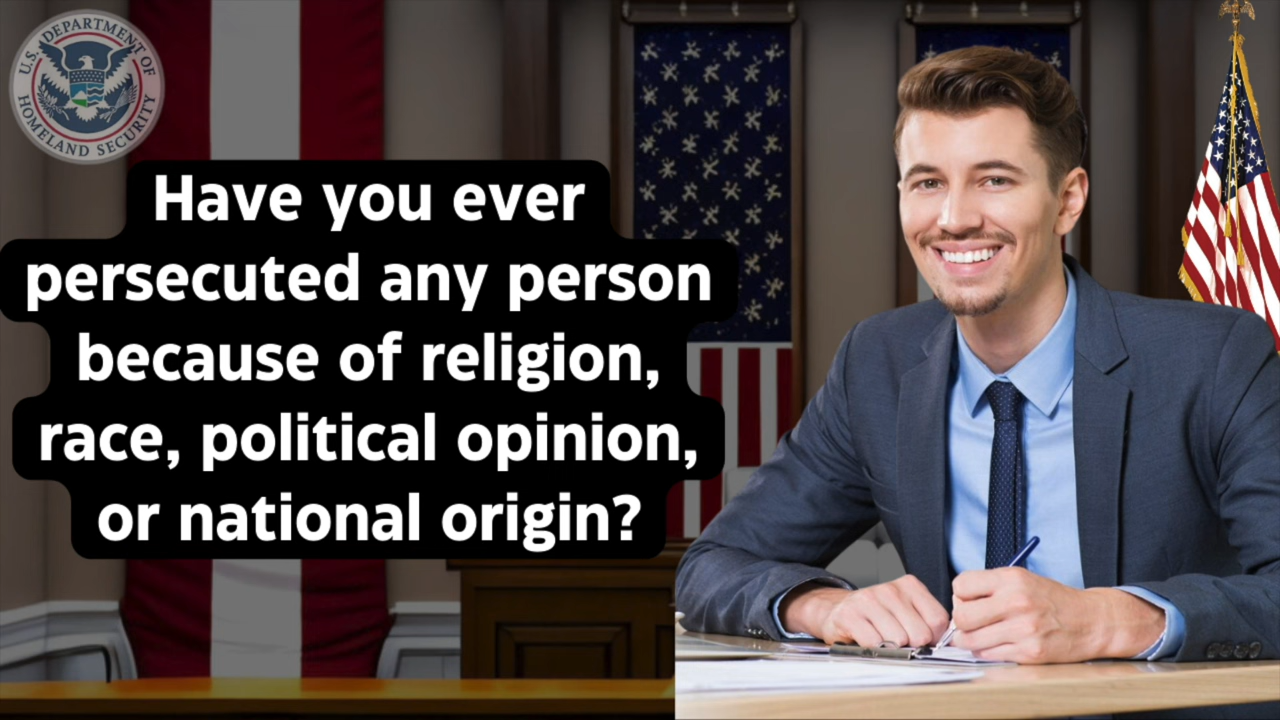 U.S. DEPARTMENT OF
HOMELAND SECURITY
Have you ever
persecuted any person
because of religion,
race, political opinion,
or national origin?